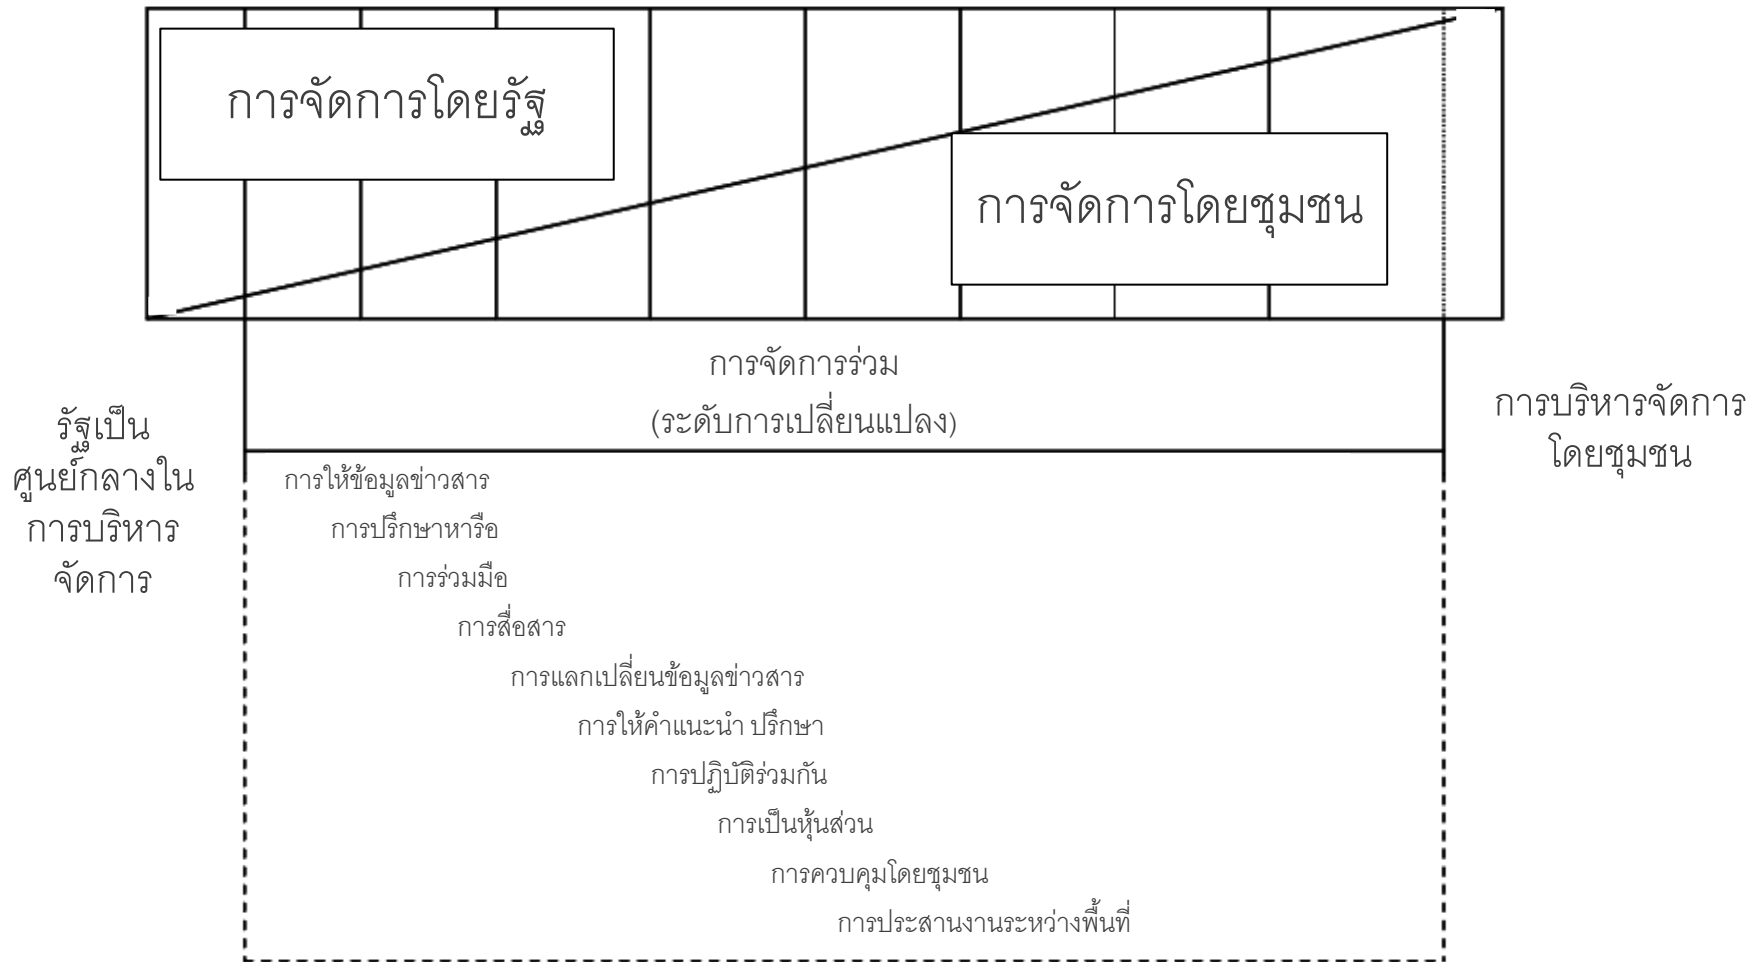 การจัดการโดยรัฐ
การจัดการโดยชุมชน
การจัดการร่วม
(ระดับการเปลี่ยนแปลง)
รัฐเป็น
ศูนย์กลางใน
การบริหาร
จัดการ
การบริหารจัดการ
โดยชุมชน
การให้ข้อมูลข่าวสาร
การปรึกษาหารือ
การร่วมมือ
การสื่อสาร
การแลกเปลี่ยนข้อมูลข่าวสาร
การให้คำแนะนำ ปรึกษา
การปฏิบัติร่วมกัน
การเป็นหุ้นส่วน
การควบคุมโดยชุมชน
การประสานงานระหว่างพื้นที่